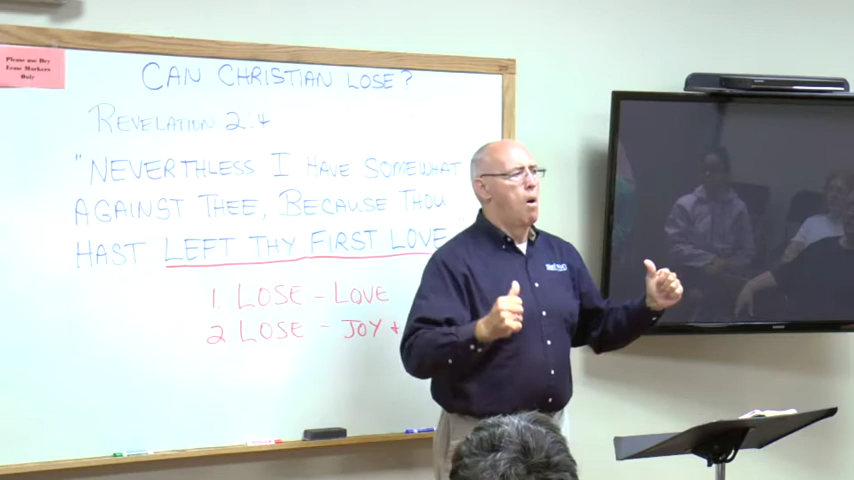 Please use Dry
Erase Markers
Only
CAN CHRISTIAN LOSE?
REVELATION 2:4
"NEVERTHLESS I HAVE SOMEWHAT
AGAINST THEE, BECAUSE THOU
HAST LEFT THY FIRST LOVE"
1. LOSE - LOVE
2 LOSE - JOY +